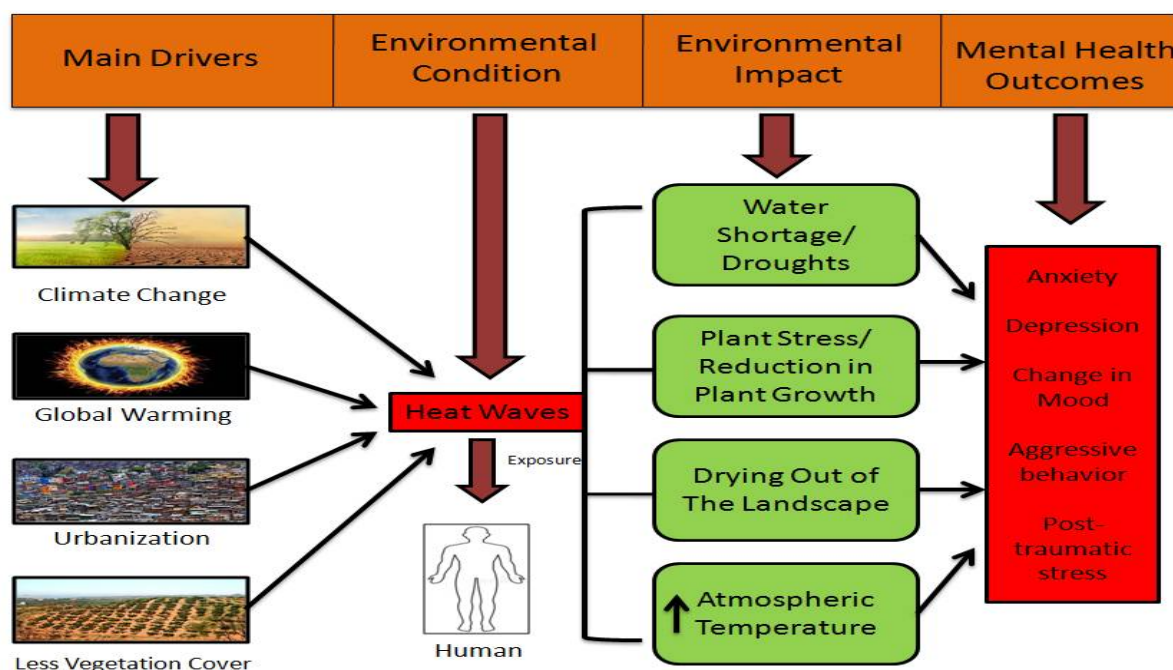 Main Drivers
Environmental
Condition
Environmental
Impact
Mental Health
Outcomes
Climate Change
Global Warming
Urbanization
Less Vegetation Cover
Heat Waves
Exposure
Human
Water
Shortage/
Droughts
Plant Stress/
Reduction in
Plant Growth
Drying Out of
The Landscape
Atmospheric
Temperature
Anxiety
Depression
Change in
Mood
Aggressive
behavior
Post-
traumatic
stress